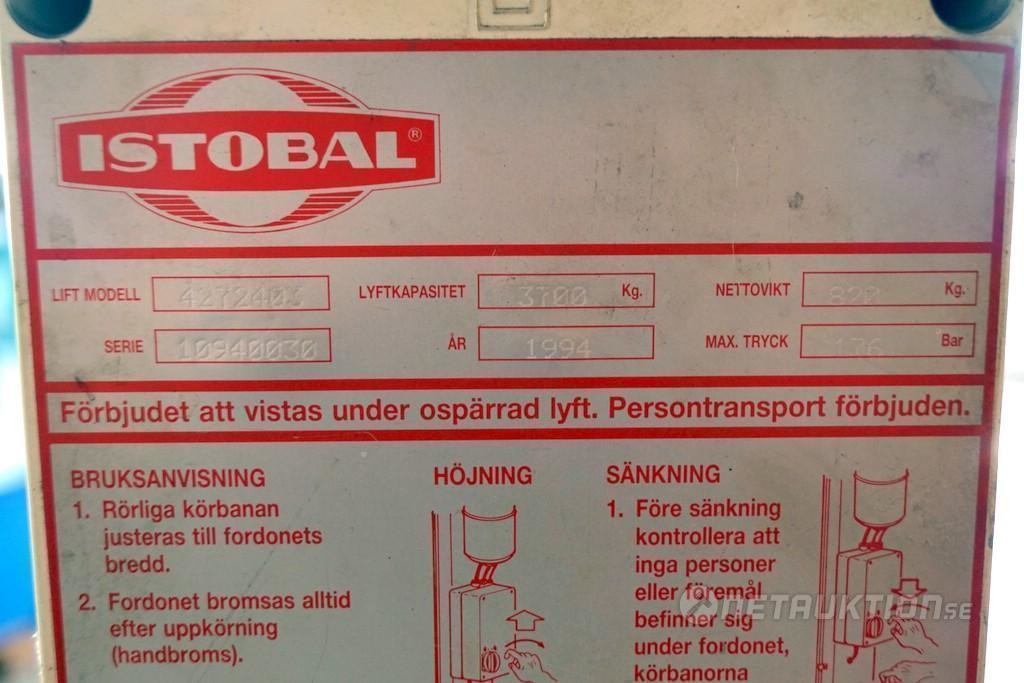 ISTOBAL®
LIFT MODELL 4272403 LYFTKAPASITET 3700 Kg. NETTOVIKT 820 Kg.
SERIE 10940030 ÅR 1994 MAX. TRYCK 136 Bar
Förbjudet att vistas under ospärrad lyft. Persontransport förbjuden.
BRUKSANVISNING
1. Rörliga körbanan
justeras till fordonets
bredd.
2. Fordonet bromsas alltid
efter uppkörning
(handbroms).
HÖJNING
SÄNKNING
1. Före sänkning
kontrollera att
inga personer
eller föremål
befinner sig
under fordonet,
körbanorna
NETAUKTION.SE